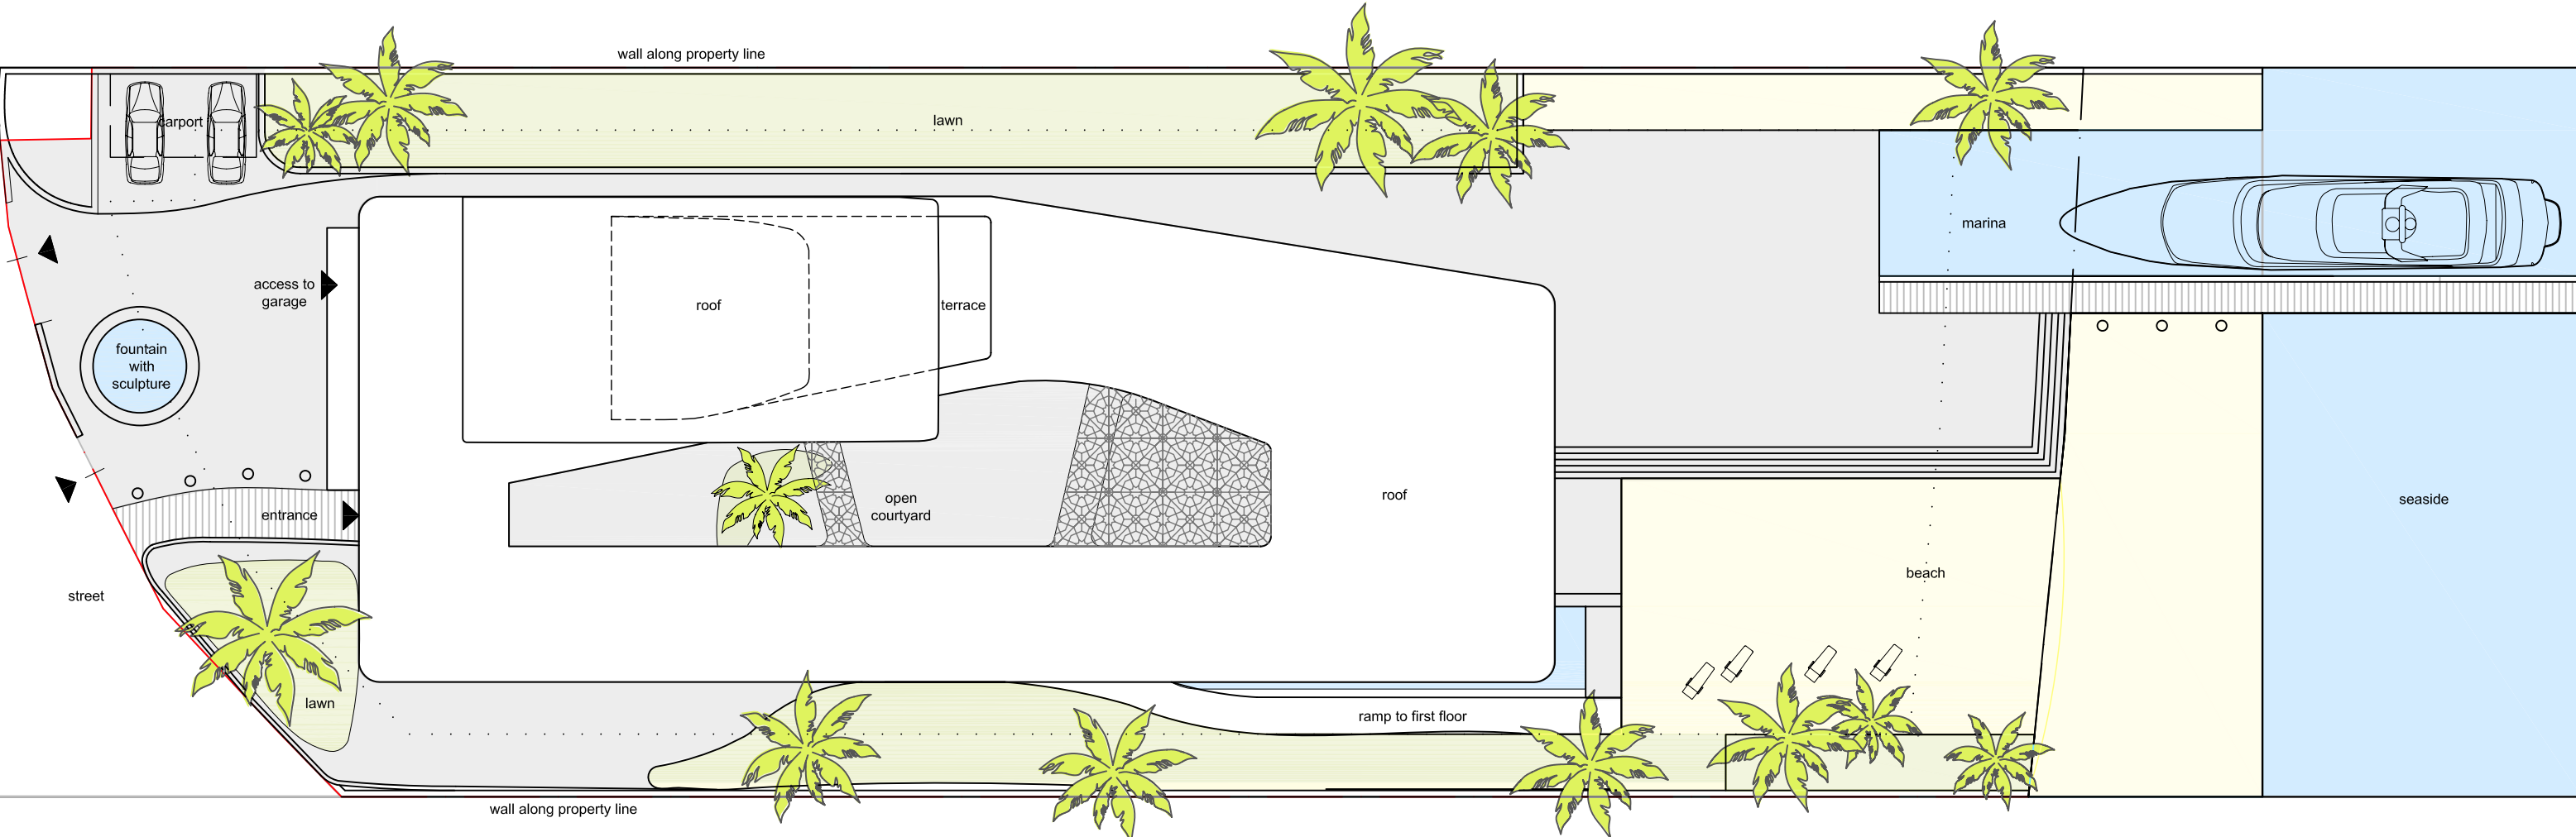 wall along property line
carport
lawn
marina
access to
garage
roof
terrace
fountain
with
sculpture
open
courtyard
roof
seaside
entrance
beach
street
lawn
ramp to first floor
wall along property line